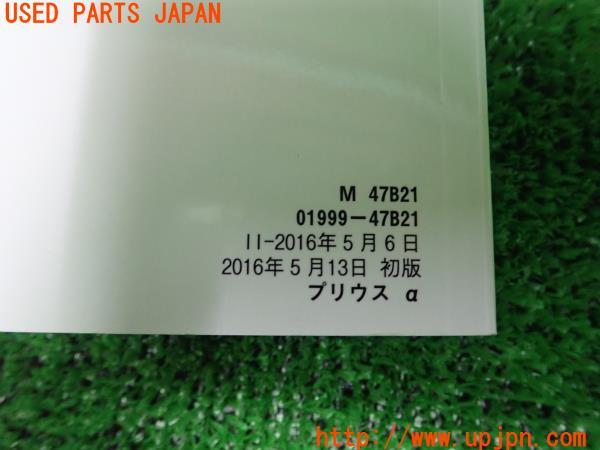 USED PARTS JAPAN
M 47B21
01999－47B21
II-2016年５月６日
2016年５月13日 初版
プリウス α
http://www.upjpn.com/